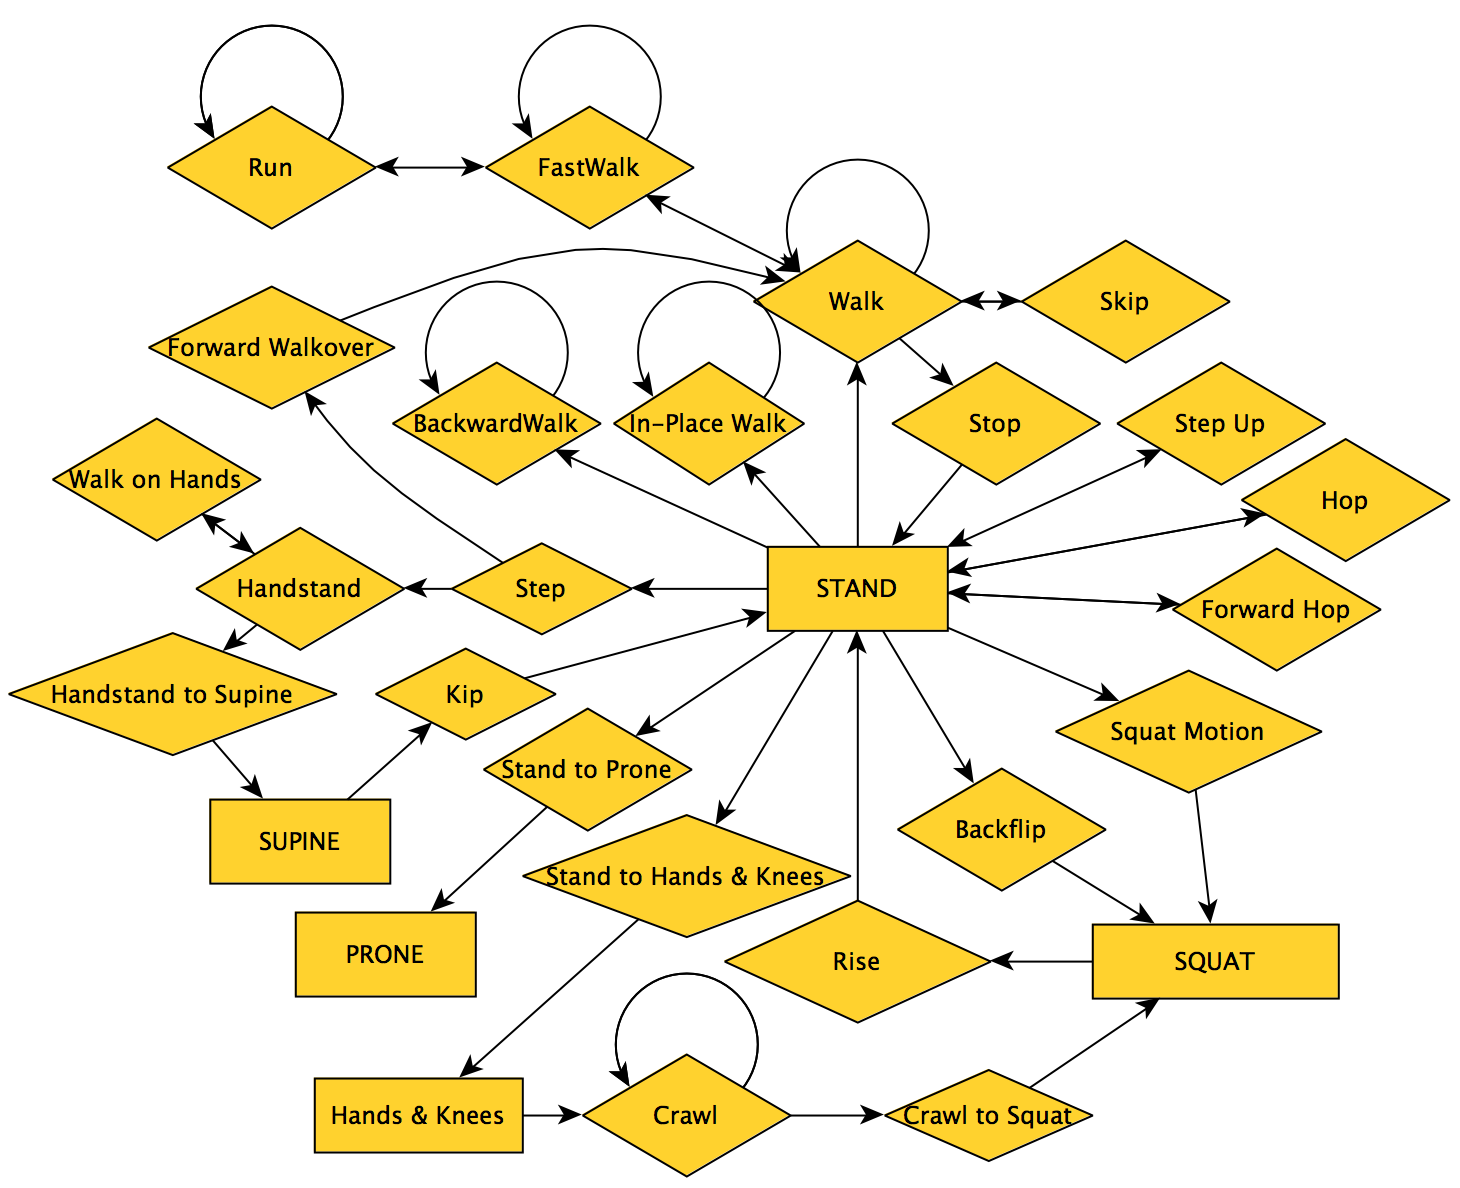 Run
FastWalk
Walk
Skip
Forward Walkover
BackwardWalk
In-Place Walk
Stop
Step Up
Walk on Hands
Hop
Handstand
Step
STAND
Forward Hop
Handstand to Supine
Kip
Squat Motion
Stand to Prone
Backflip
SUPINE
Stand to Hands & Knees
PRONE
Rise
SQUAT
Hands & Knees
Crawl
Crawl to Squat